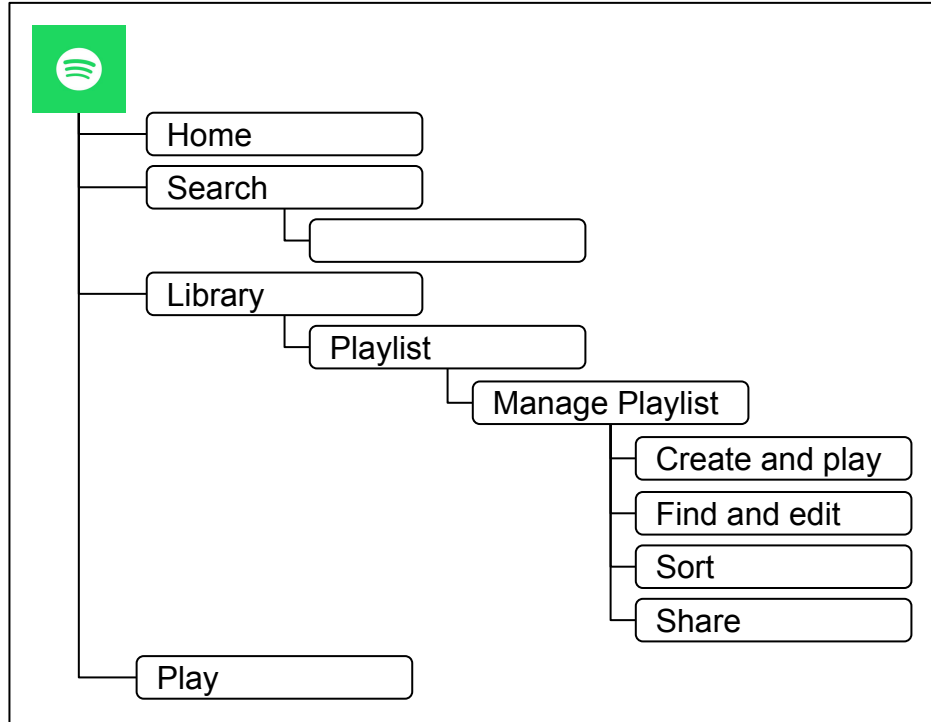 Home
Search
Library
Playlist
Manage Playlist
Create and play
Find and edit
Sort
Share
Play